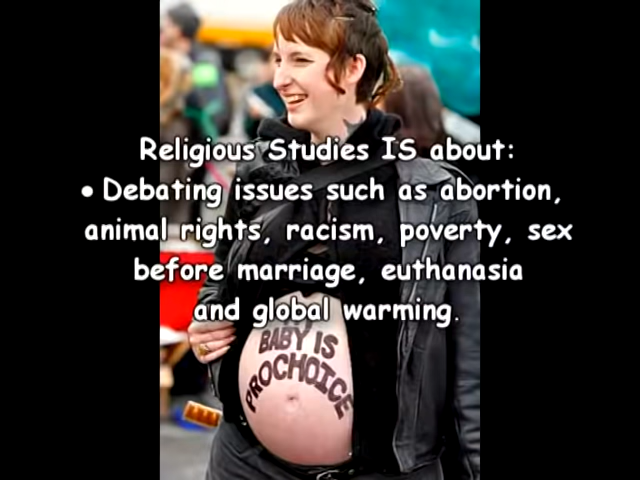 Religious Studies IS about:
• Debating issues such as abortion,
animal rights, racism, poverty, sex
before marriage, euthanasia
and global warming.
BABY IS
PROCHOICE